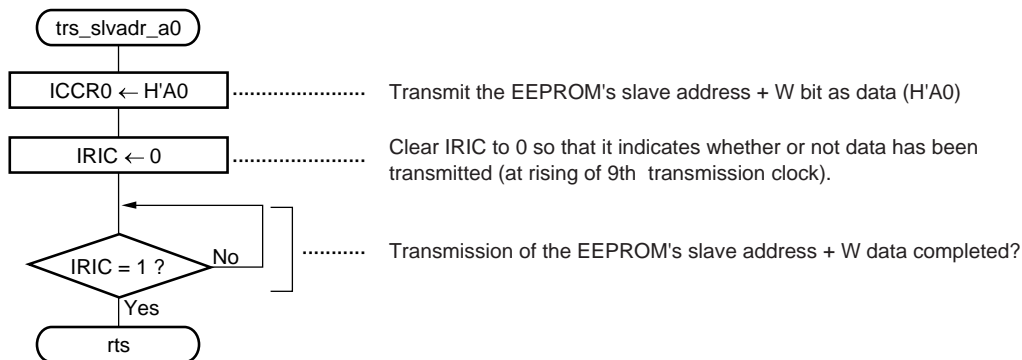 trs_slvadr_a0
ICCR0 ← H'A0
Transmit the EEPROM's slave address + W bit as data (H'A0)
IRIC ← 0
Clear IRIC to 0 so that it indicates whether or not data has been
transmitted (at rising of 9th transmission clock).
IRIC = 1 ?
No
Transmission of the EEPROM's slave address + W data completed?
Yes
rts